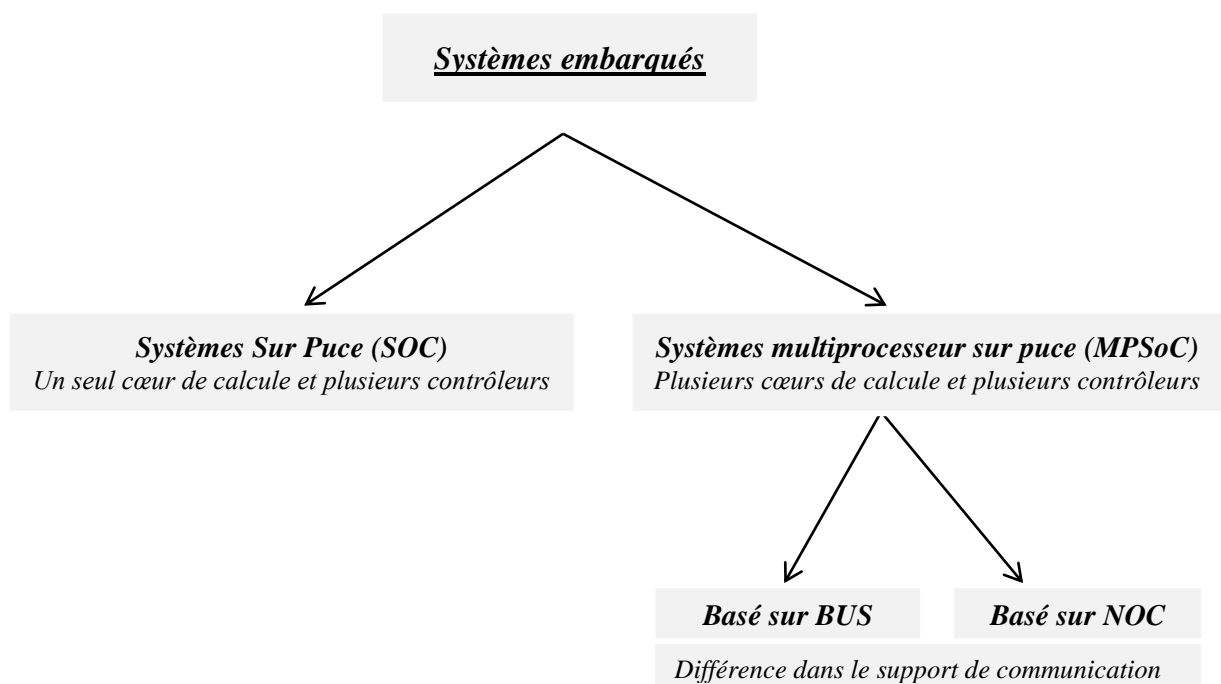 Systèmes embarqués
Systèmes Sur Puce (SOC)
Un seul cœur de calcule et plusieurs contrôleurs
Systèmes multiprocesseur sur puce (MPSoC)
Plusieurs cœurs de calcule et plusieurs contrôleurs
Basé sur BUS
Basé sur NOC
Différence dans le support de communication